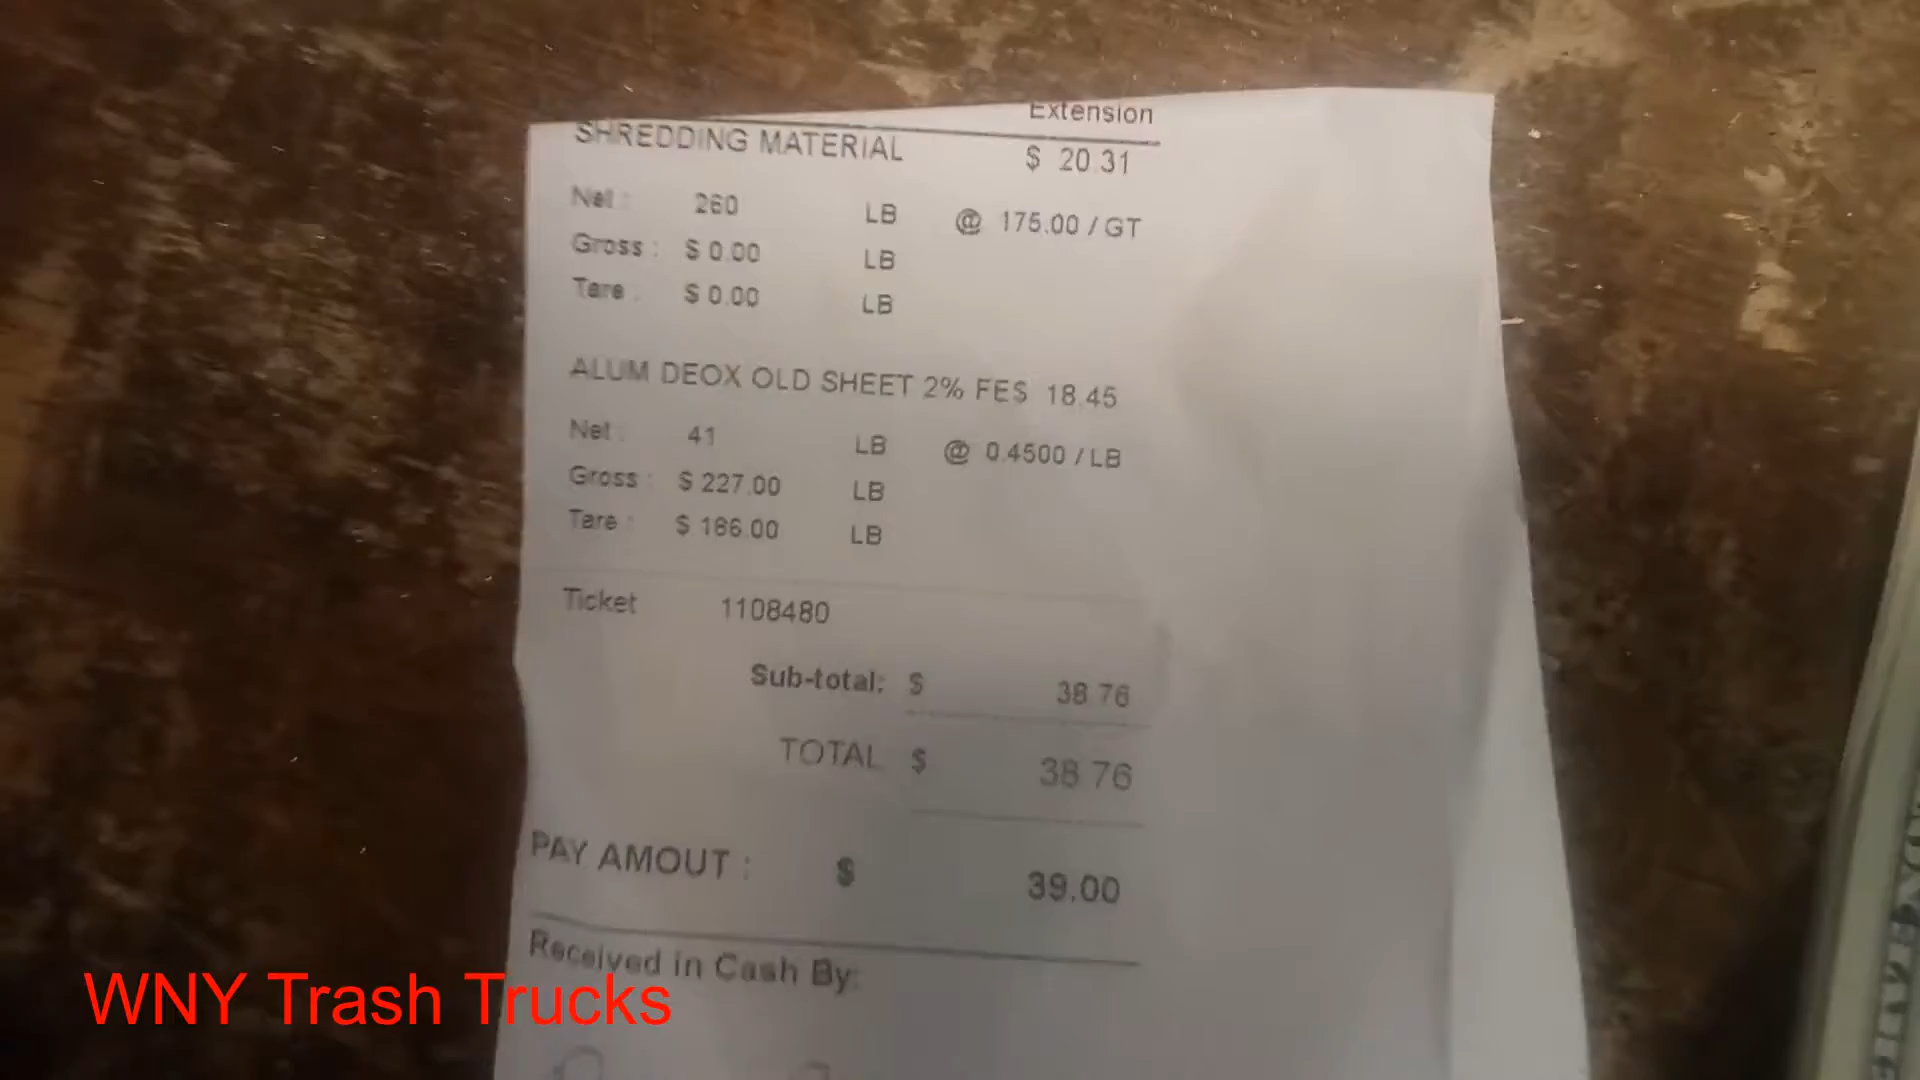 Extension
SHREDDING MATERIAL $ 20.31
Net : 260 LB @ 175.00 / GT
Gross : $ 0.00 LB
Tare : $ 0.00 LB
ALUM DEOX OLD SHEET 2% FE$ 18.45
Net : 41 LB @ 0.4500 / LB
Gross : $ 227.00 LB
Tare : $ 186.00 LB
Ticket 1108480
Sub-total: $ 38.76
TOTAL $ 38.76
PAY AMOUT : $ 39.00
Received in Cash By:
WNY Trash Trucks